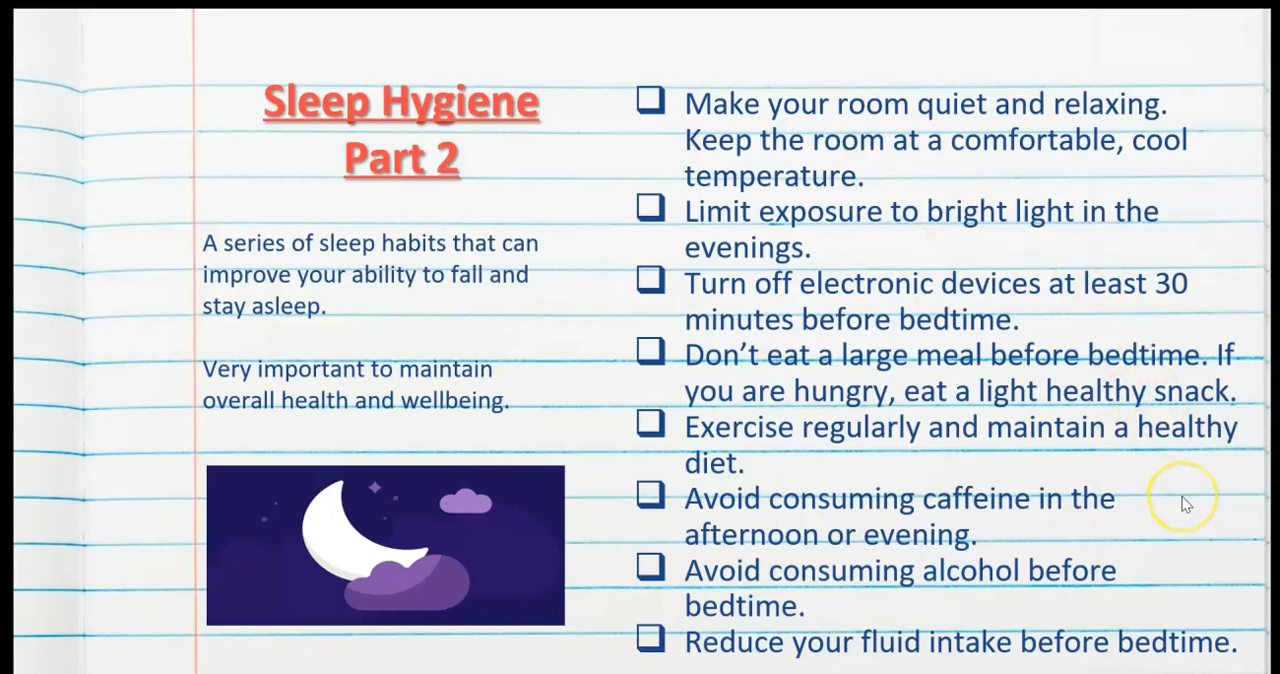 Sleep Hygiene
Part 2
A series of sleep habits that can
improve your ability to fall and
stay asleep.
Very important to maintain
overall health and wellbeing.
Make your room quiet and relaxing.
Keep the room at a comfortable, cool
temperature.
Limit exposure to bright light in the
evenings.
Turn off electronic devices at least 30
minutes before bedtime.
Don’t eat a large meal before bedtime. If
you are hungry, eat a light healthy snack.
Exercise regularly and maintain a healthy
diet.
Avoid consuming caffeine in the
afternoon or evening.
Avoid consuming alcohol before
bedtime.
Reduce your fluid intake before bedtime.